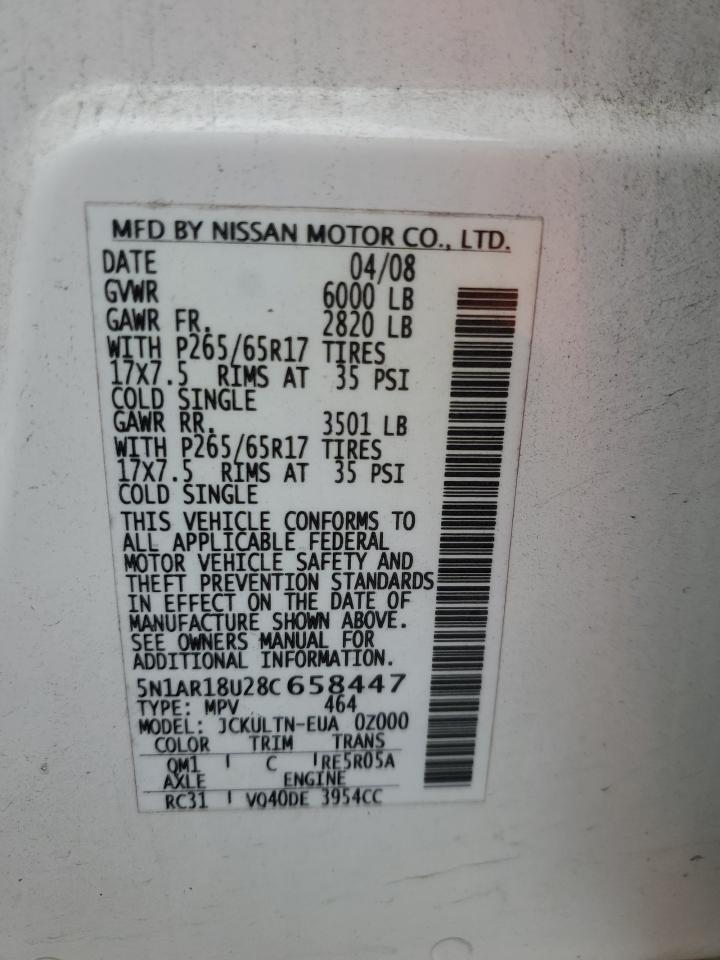 MFD BY NISSAN MOTOR CO., LTD.
DATE 04/08
GVWR 6000 LB
GAWR FR. 2820 LB
WITH P265/65R17 TIRES
17X7.5 RIMS AT 35 PSI
COLD SINGLE
GAWR RR. 3501 LB
WITH P265/65R17 TIRES
17X7.5 RIMS AT 35 PSI
COLD SINGLE
THIS VEHICLE CONFORMS TO
ALL APPLICABLE FEDERAL
MOTOR VEHICLE SAFETY AND
THEFT PREVENTION STANDARDS
IN EFFECT ON THE DATE OF
MANUFACTURE SHOWN ABOVE.
SEE OWNERS MANUAL FOR
ADDITIONAL INFORMATION.
5N1AR18U28C658447
TYPE: MPV 464
MODEL: JCKULTN-EUA 0Z000
COLOR TRIM TRANS
QM1 C RE5R05A
AXLE ENGINE
RC31 VQ40DE 3954CC